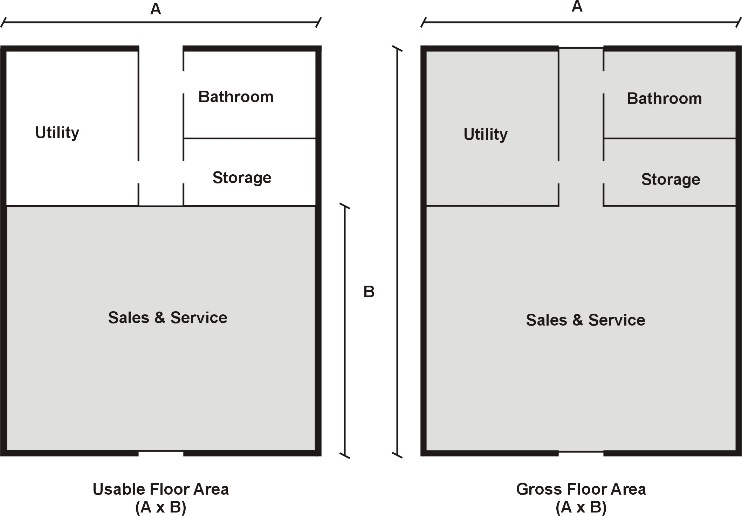 A
A
Utility
Bathroom
Storage
Utility
Bathroom
Storage
B
Sales & Service
Sales & Service
Usable Floor Area
(A x B)
Gross Floor Area
(A x B)